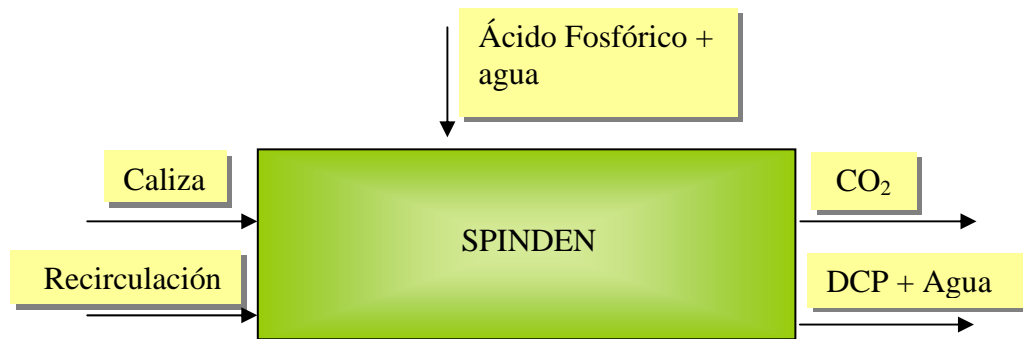 Ácido Fosfórico +
agua
Caliza
CO₂
SPINDEN
Recirculación
DCP + Agua